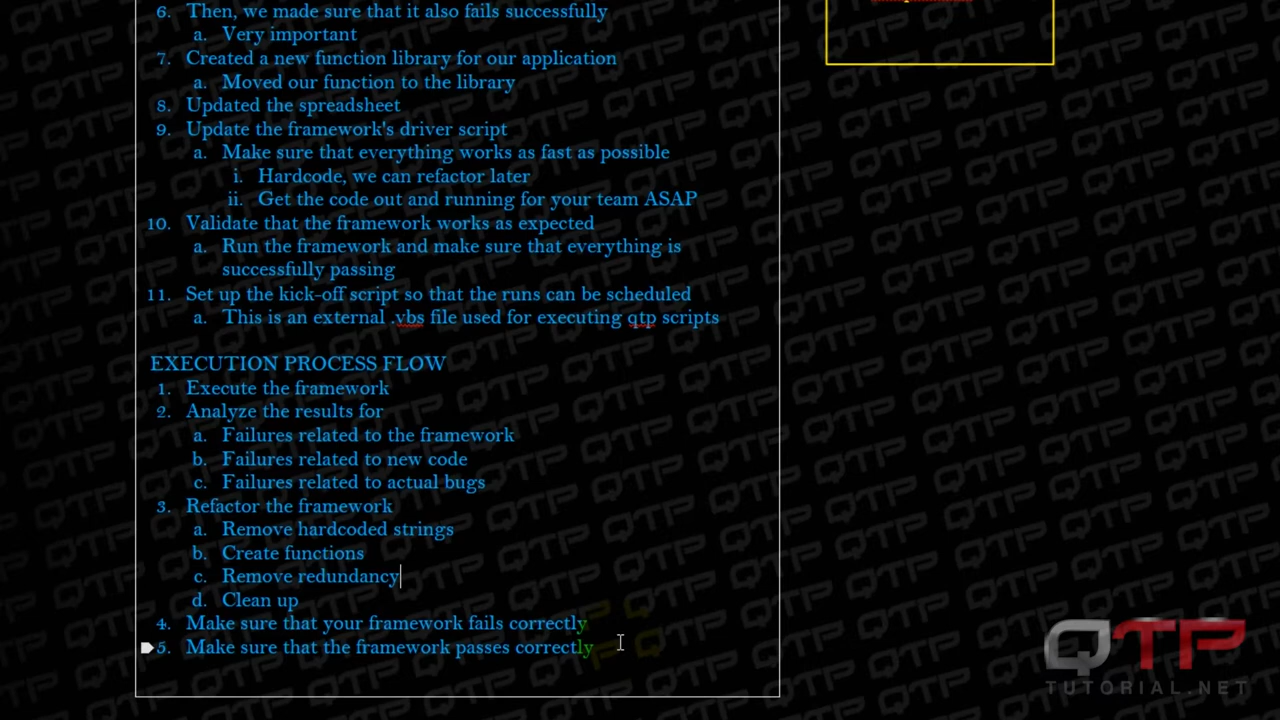 6. Then, we made sure that it also fails successfully
a. Very important
7. Created a new function library for our application
a. Moved our function to the library
8. Updated the spreadsheet
9. Update the framework's driver script
a. Make sure that everything works as fast as possible
i. Hardcode, we can refactor later
ii. Get the code out and running for your team ASAP
10. Validate that the framework works as expected
a. Run the framework and make sure that everything is
successfully passing
11. Set up the kick-off script so that the runs can be scheduled
a. This is an external .vbs file used for executing qtp scripts
EXECUTION PROCESS FLOW
1. Execute the framework
2. Analyze the results for
a. Failures related to the framework
b. Failures related to new code
c. Failures related to actual bugs
3. Refactor the framework
a. Remove hardcoded strings
b. Create functions
c. Remove redundancy
d. Clean up
4. Make sure that your framework fails correctly
5. Make sure that the framework passes correctly
QTP
TUTORIAL.NET